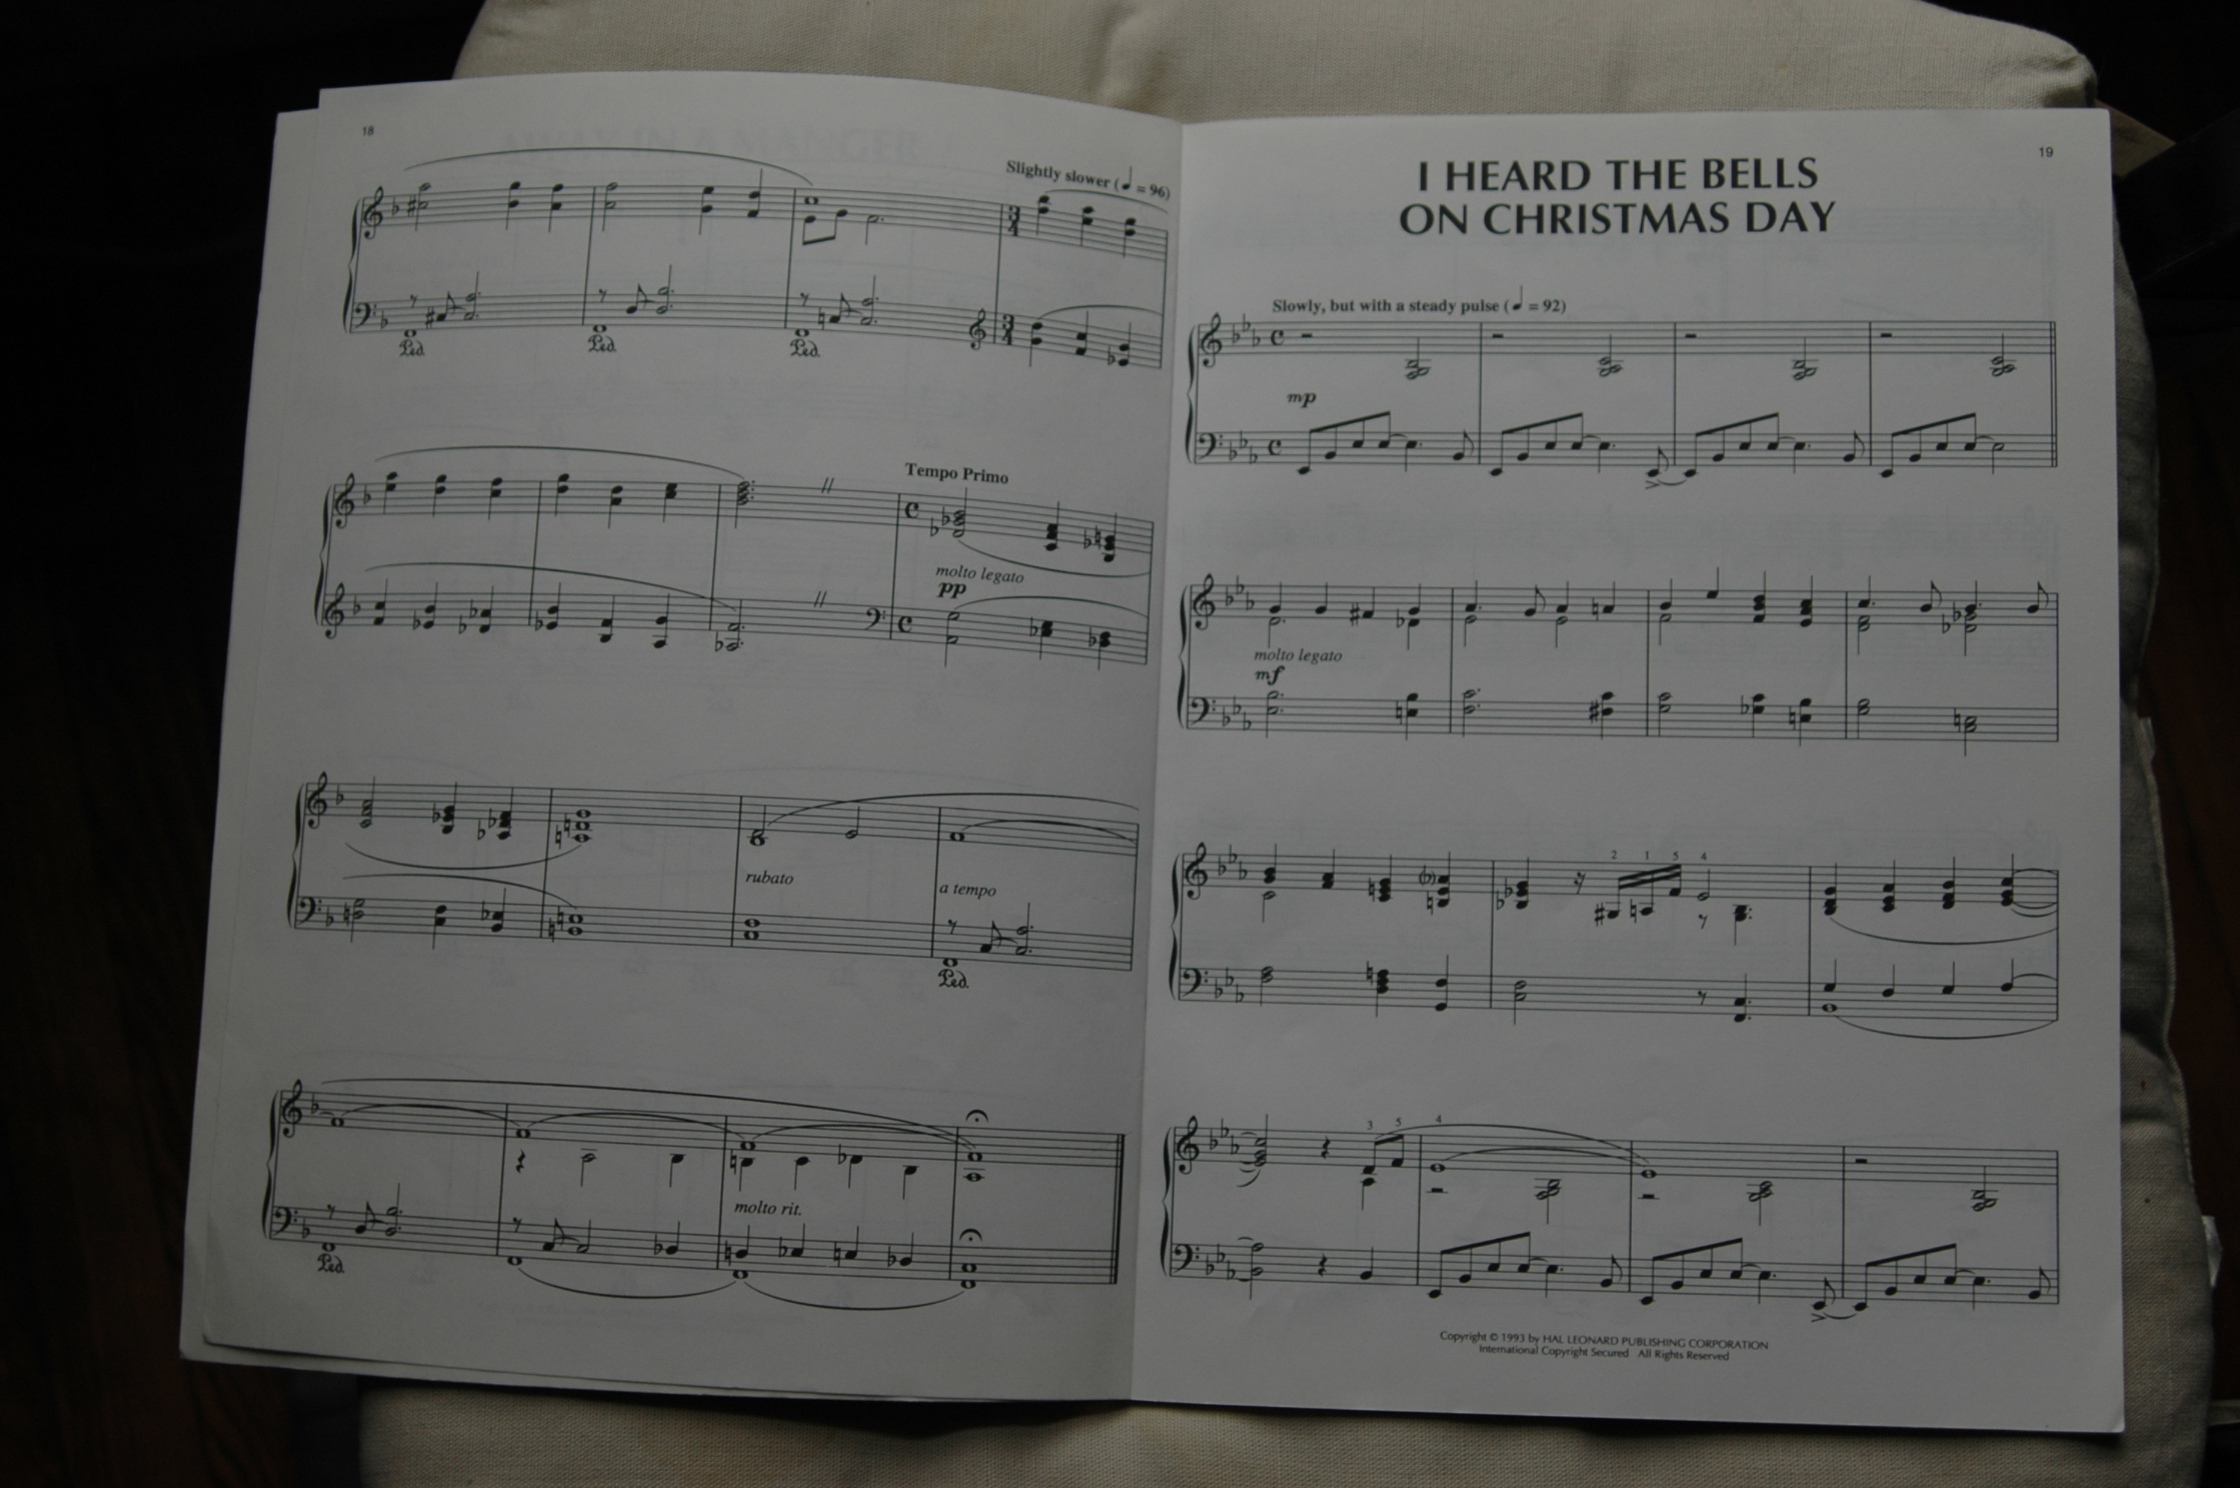 18
Slightly slower (♩ = 96)
3
4
3
4
Ped.
Ped.
Ped.
Tempo Primo
molto legato
pp
rubato
a tempo
Ped.
molto rit.
Ped.
19
I HEARD THE BELLS
ON CHRISTMAS DAY
Slowly, but with a steady pulse (♩ = 92)
mp
molto legato
mf
2 1 5 4
3 5 4
Copyright © 1993 by HAL LEONARD PUBLISHING CORPORATION
International Copyright Secured All Rights Reserved